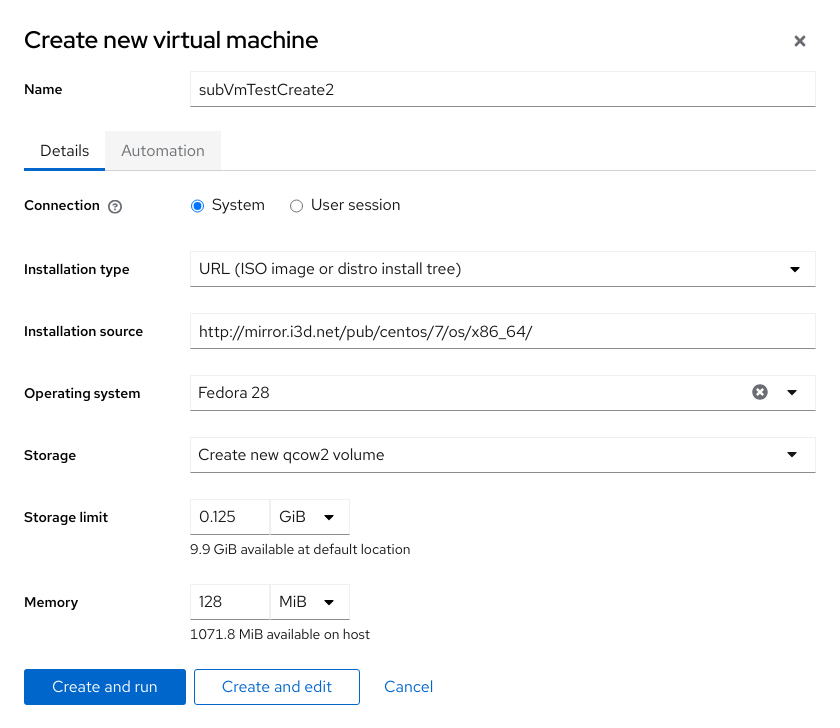 Create new virtual machine
Name subVmTestCreate2
Details Automation
Connection System User session
Installation type URL (ISO image or distro install tree)
Installation source http://mirror.i3d.net/pub/centos/7/os/x86_64/
Operating system Fedora 28
Storage Create new qcow2 volume
Storage limit 0.125 GiB
9.9 GiB available at default location
Memory 128 MiB
1071.8 MiB available on host
Create and run Create and edit Cancel